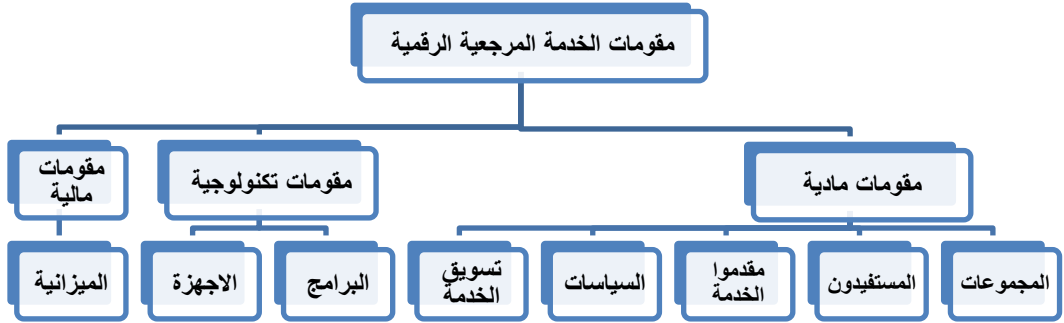 مقومات الخدمة المرجعية الرقمية
مقومات مادية
مقومات تكنولوجية
مقومات
مالية
المجموعات
المستفيدون
مقدموا
الخدمة
السياسات
تسويق
الخدمة
البرامج
الاجهزة
الميزانية